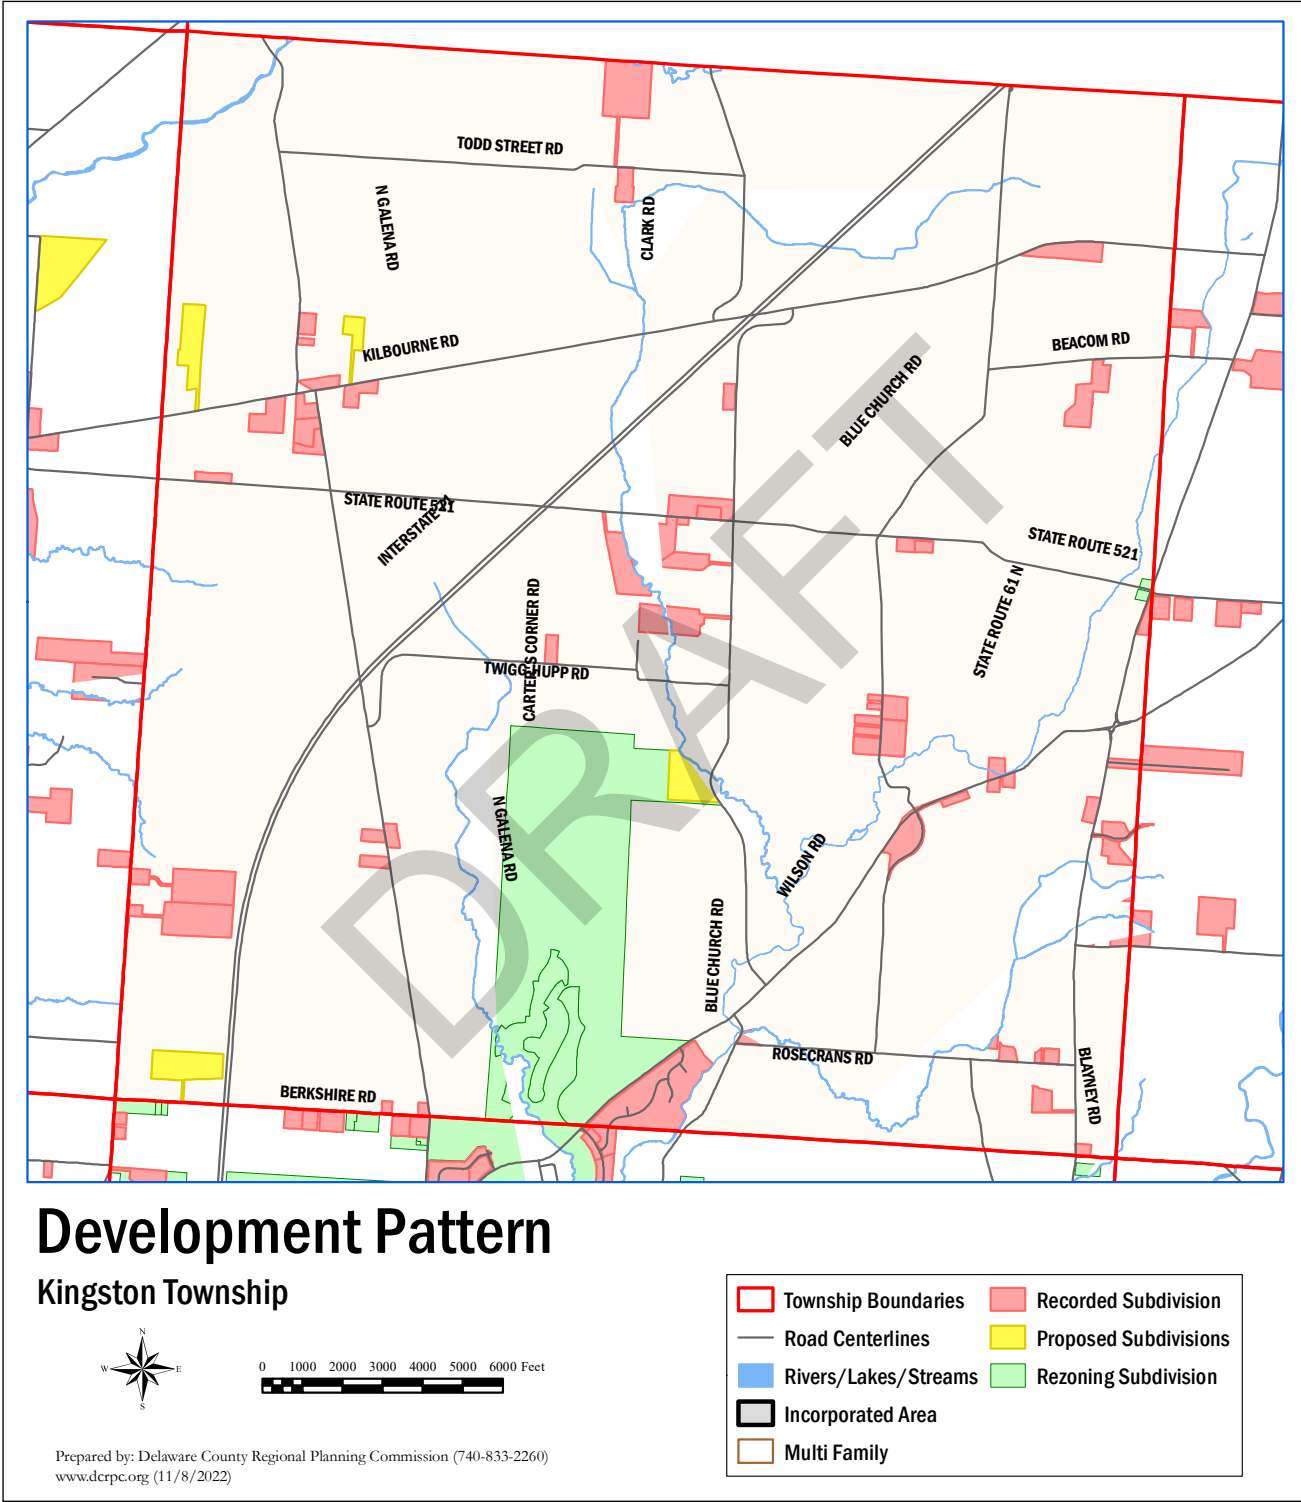 TODD STREET RD
N GALENA RD
CLARK RD
KILBOURNE RD
BEACOM RD
BLUE CHURCH RD
STATE ROUTE 521
INTERSTATE 71
STATE ROUTE 521
STATE ROUTE 61 N
CARTERS CORNER RD
TWIGG HUPP RD
DRAFT
N GALENA RD
WILSON RD
BLUE CHURCH RD
ROSECRANS RD
BLAYNEY RD
BERKSHIRE RD
Development Pattern
Kingston Township
N
W E
S
0 1000 2000 3000 4000 5000 6000 Feet
Prepared by: Delaware County Regional Planning Commission (740-833-2260)
www.dcrpc.org (11/8/2022)
Township Boundaries
Road Centerlines
Rivers/Lakes/Streams
Incorporated Area
Multi Family
Recorded Subdivision
Proposed Subdivisions
Rezoning Subdivision